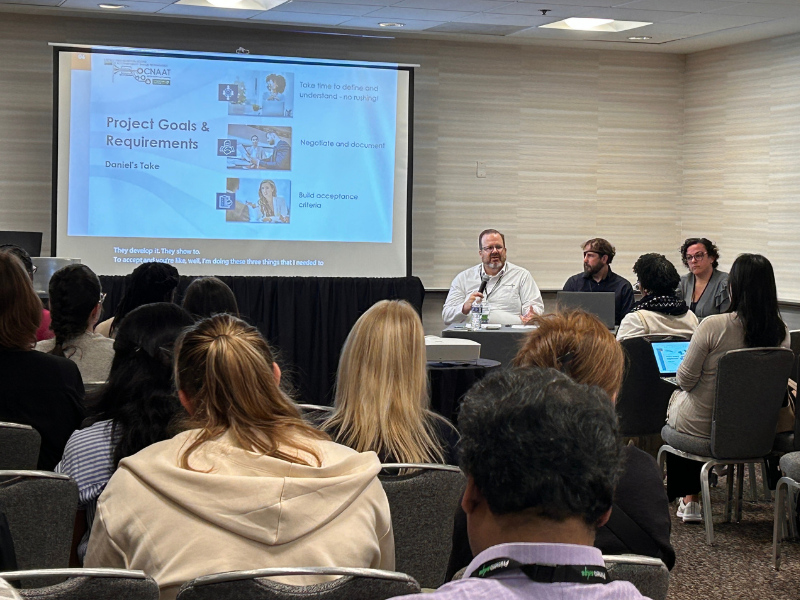 OCNAAT
Project Goals &
Requirements
Daniel's Take
Take time to define and
understand - no rushing!
Negotiate and document
Build acceptance
criteria
They develop it. They show to.
To accept and you're like, well, I'm doing these three things that I needed to